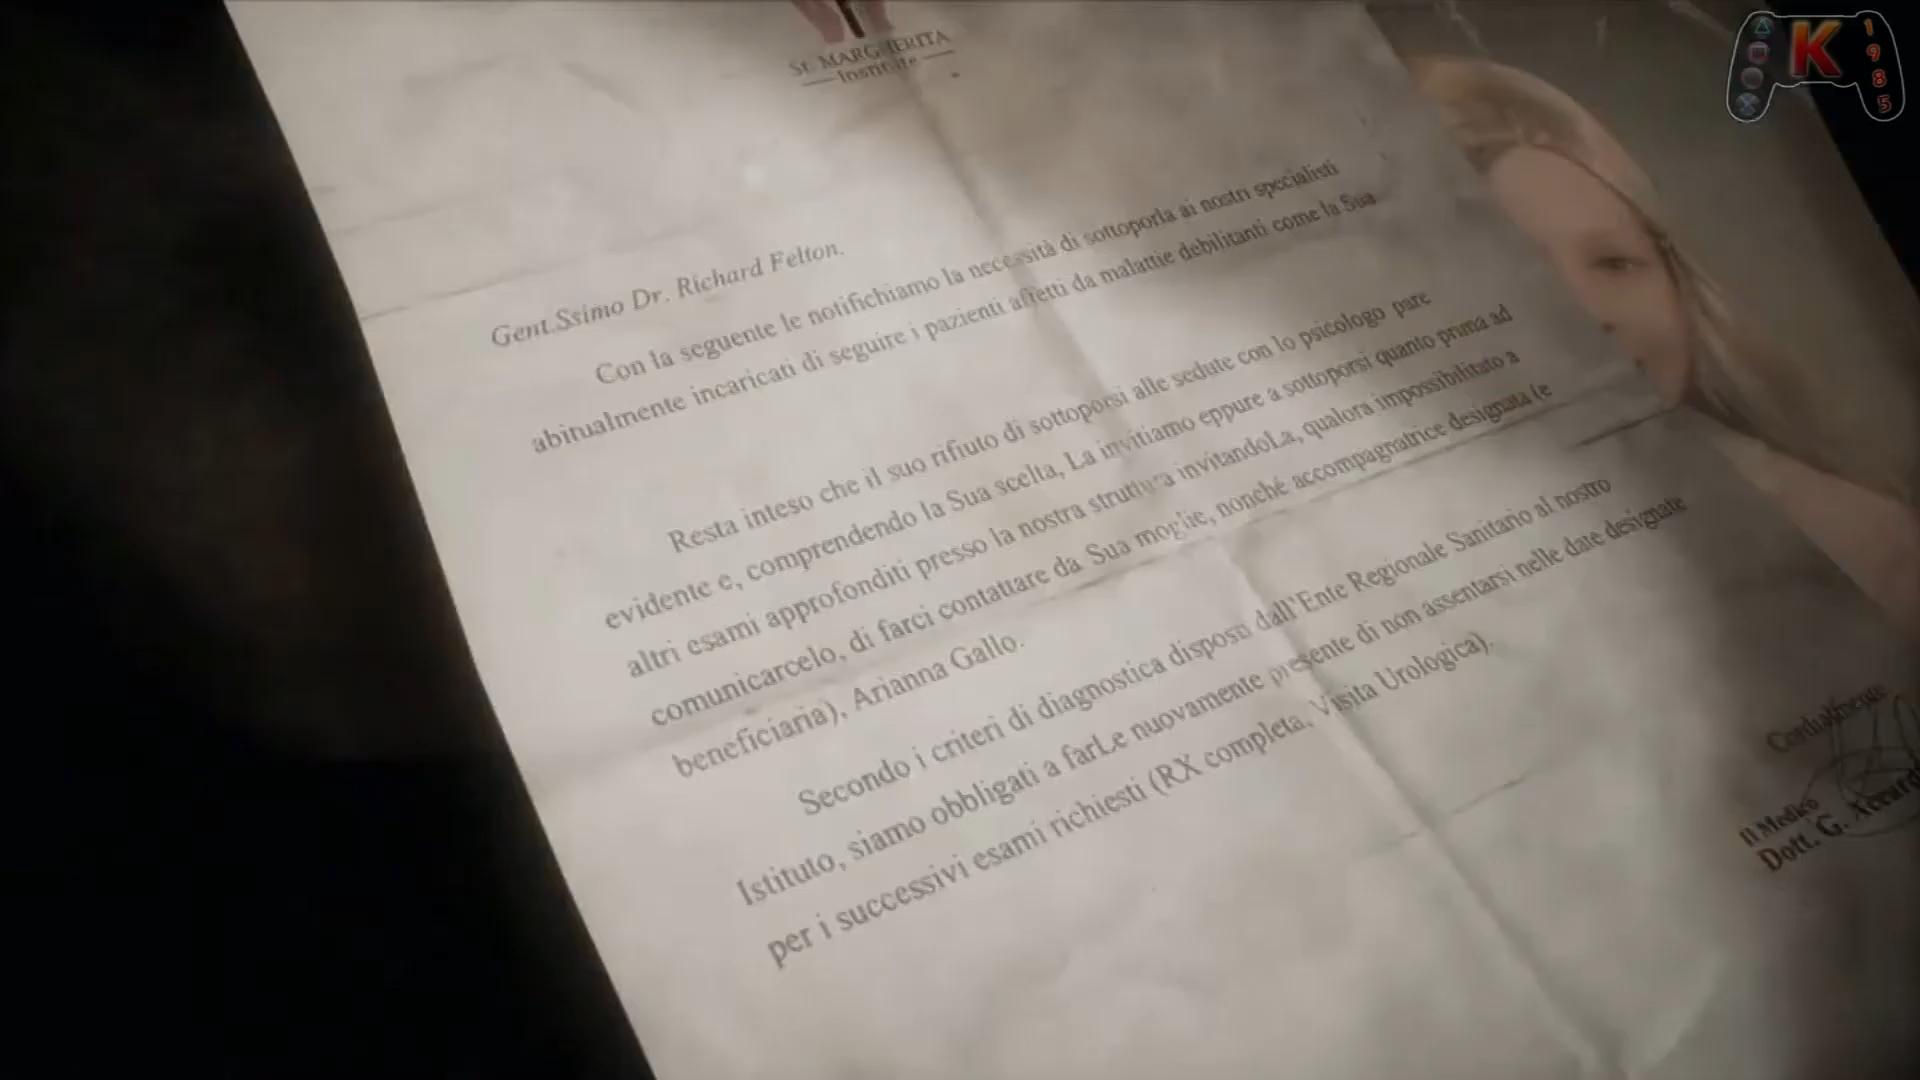 St. MARGHERITA
Institute
Gent.Ssimo Dr. Richard Felton.
Con la seguente le notifichiamo la necessità di sottoporla ai nostri specialisti
abitualmente incaricati di seguire i pazienti affetti da malattie debilitanti come la Sua
Resta inteso che il suo rifiuto di sottoporsi alle sedute con lo psicologo pare
evidente e, comprendendo la Sua scelta, La invitiamo eppure a sottoporsi quanto prima ad
altri esami approfonditi presso la nostra struttura invitandoLa, qualora impossibilitato a
comunicarcelo, di farci contattare da Sua moglie, nonché accompagnatrice designata (e
beneficiaria), Arianna Gallo.
Secondo i criteri di diagnostica disposti dall'Ente Regionale Sanitario al nostro
Istituto, siamo obbligati a farLe nuovamente presente di non assentarsi nelle date designate
per i successivi esami richiesti (RX completa, Visita Urologica).
Cordialmente
Il Medico
Dott. G.
K
1985